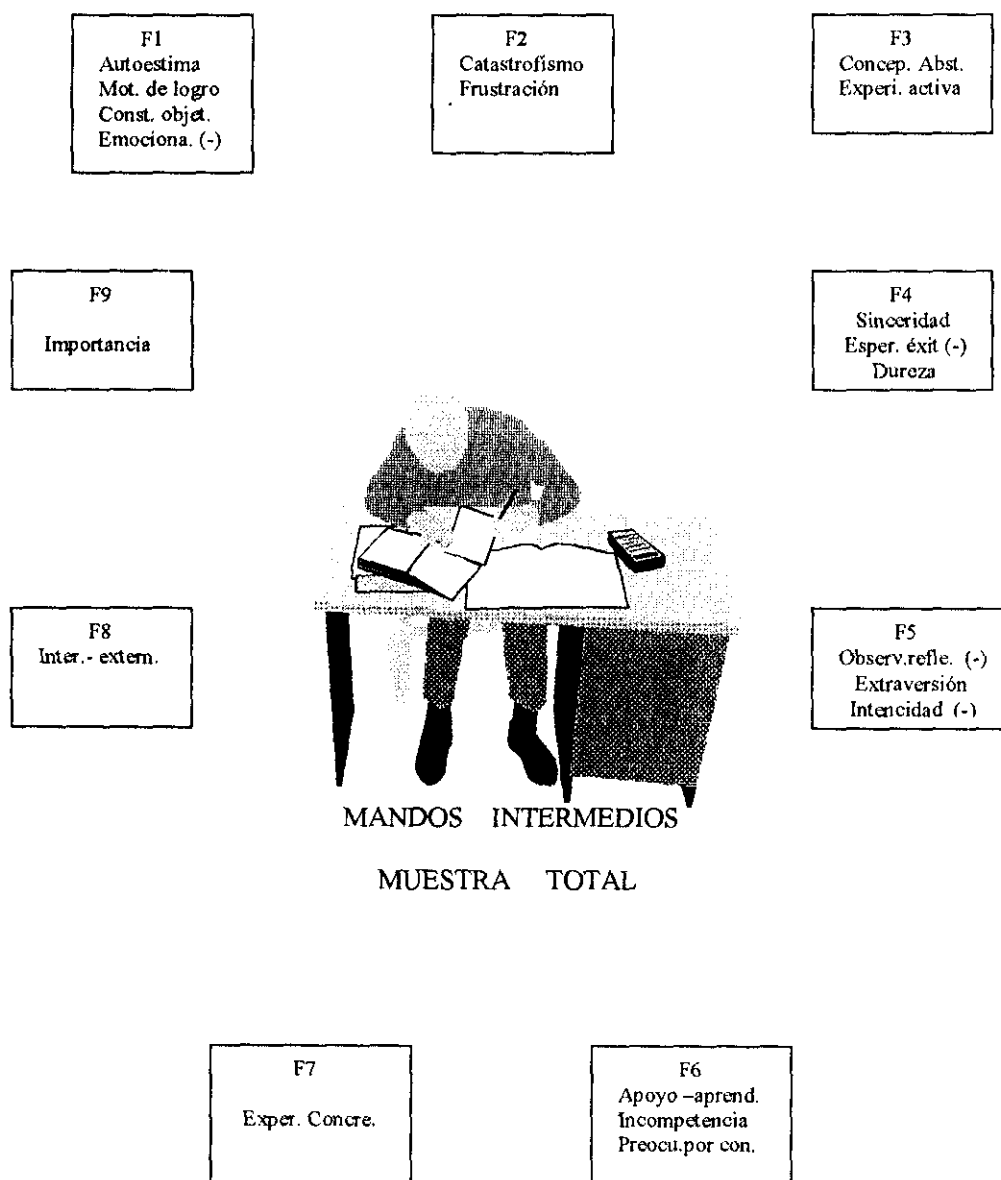 F1
Autoestima
Mot. de logro
Const. objet.
Emociona. (-)
F2
Catastrofismo
Frustración
F3
Concep. Abst.
Experi. activa
F9
Importancia
F4
Sinceridad
Esper. éxit (-)
Dureza
F8
Inter.- extern.
F5
Observ.refle. (-)
Extraversión
Intencidad (-)
MANDOS INTERMEDIOS
MUESTRA TOTAL
F7
Exper. Concre.
F6
Apoyo –aprend.
Incompetencia
Preocu.por con.